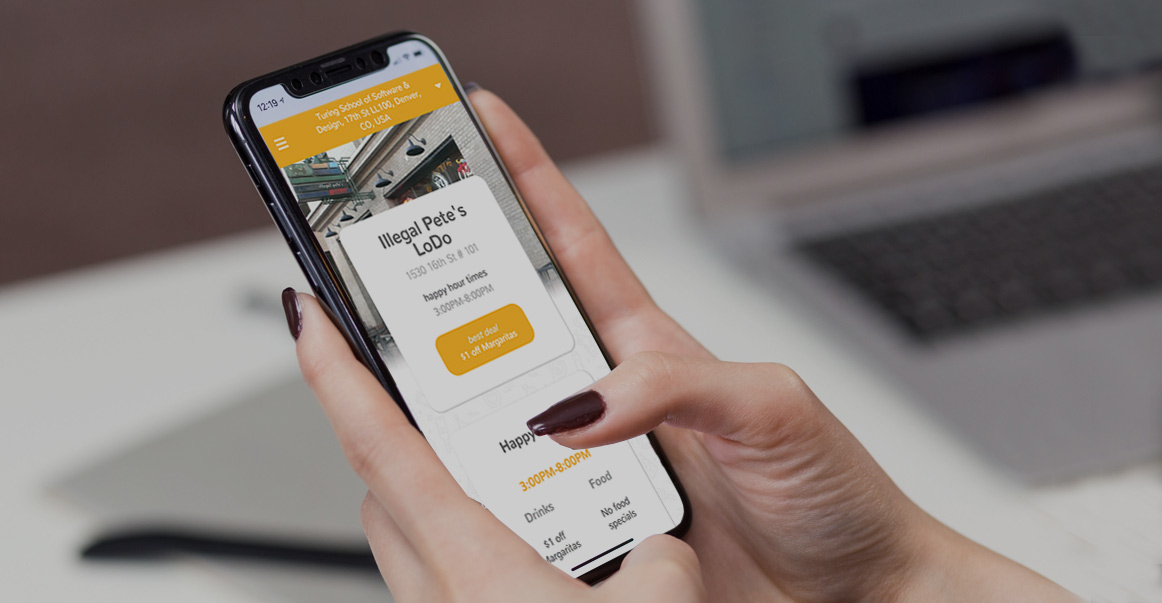 12:19
Turing School of Software &
Design, 17th St LL100, Denver,
CO, USA
Illegal Pete's
LoDo
1530 16th St # 101
happy hour times
3:00PM-8:00PM
best deal
$1 off Margaritas
Happy
3:00PM-8:00PM
Drinks Food
$1 off No food
Margaritas specials